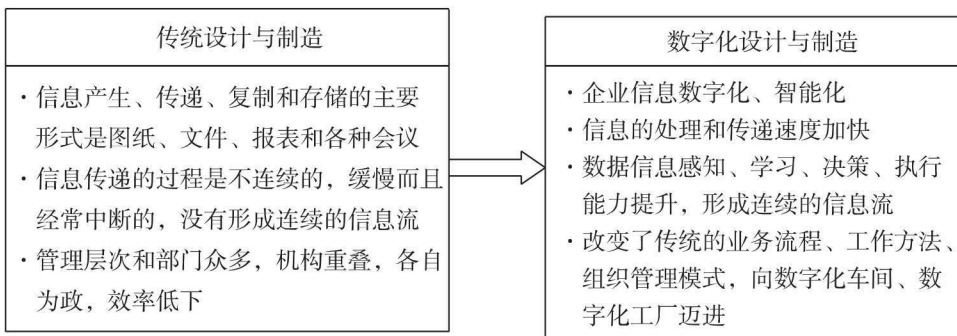 传统设计与制造
·信息产生、传递、复制和存储的主要
形式是图纸、文件、报表和各种会议
·信息传递的过程是不连续的，缓慢而且
经常中断的，没有形成连续的信息流
·管理层次和部门众多，机构重叠，各自
为政，效率低下
数字化设计与制造
·企业信息数字化、智能化
·信息的处理和传递速度加快
·数据信息感知、学习、决策、执行
能力提升，形成连续的信息流
·改变了传统的业务流程、工作方法、
组织管理模式，向数字化车间、数
字化工厂迈进